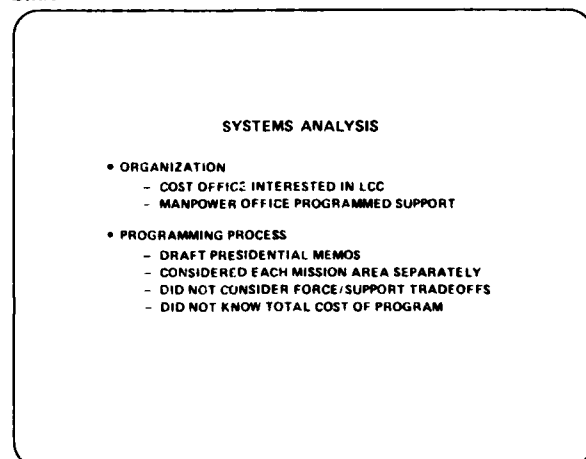 SYSTEMS ANALYSIS
• ORGANIZATION
– COST OFFICE INTERESTED IN LCC
– MANPOWER OFFICE PROGRAMMED SUPPORT
• PROGRAMMING PROCESS
– DRAFT PRESIDENTIAL MEMOS
– CONSIDERED EACH MISSION AREA SEPARATELY
– DID NOT CONSIDER FORCE/SUPPORT TRADEOFFS
– DID NOT KNOW TOTAL COST OF PROGRAM